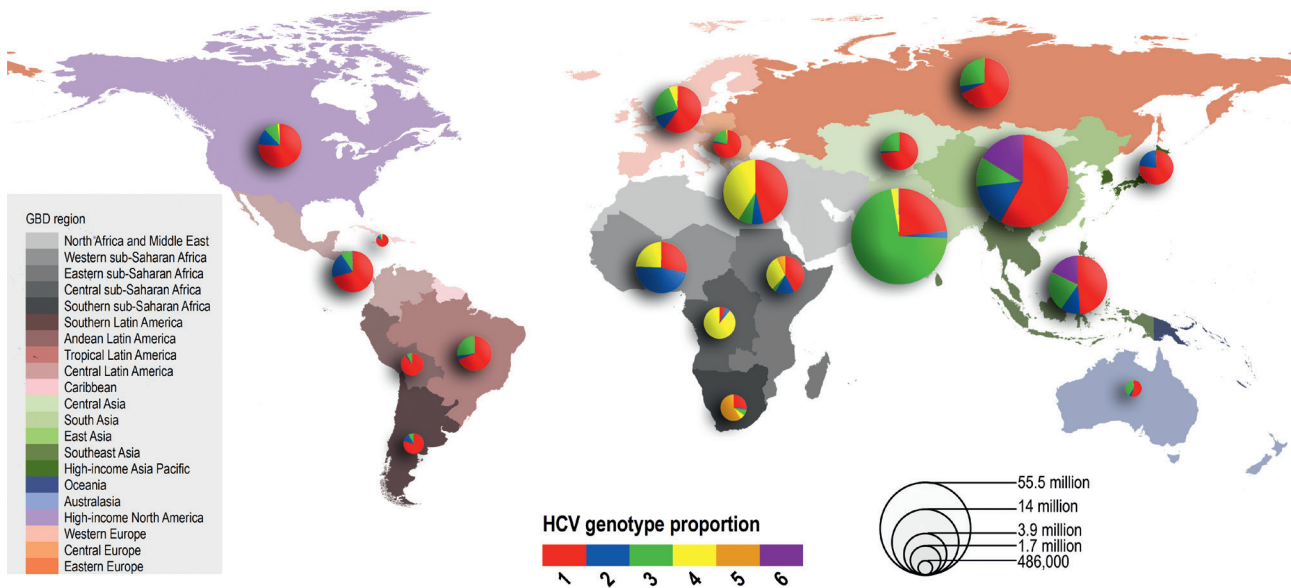 GBD region
North Africa and Middle East
Western sub-Saharan Africa
Eastern sub-Saharan Africa
Central sub-Saharan Africa
Southern sub-Saharan Africa
Southern Latin America
Andean Latin America
Tropical Latin America
Central Latin America
Caribbean
Central Asia
South Asia
East Asia
Southeast Asia
High-income Asia Pacific
Oceania
Australasia
High-income North America
Western Europe
Central Europe
Eastern Europe
HCV genotype proportion
1 2 3 4 5 6
55.5 million
14 million
3.9 million
1.7 million
486,000